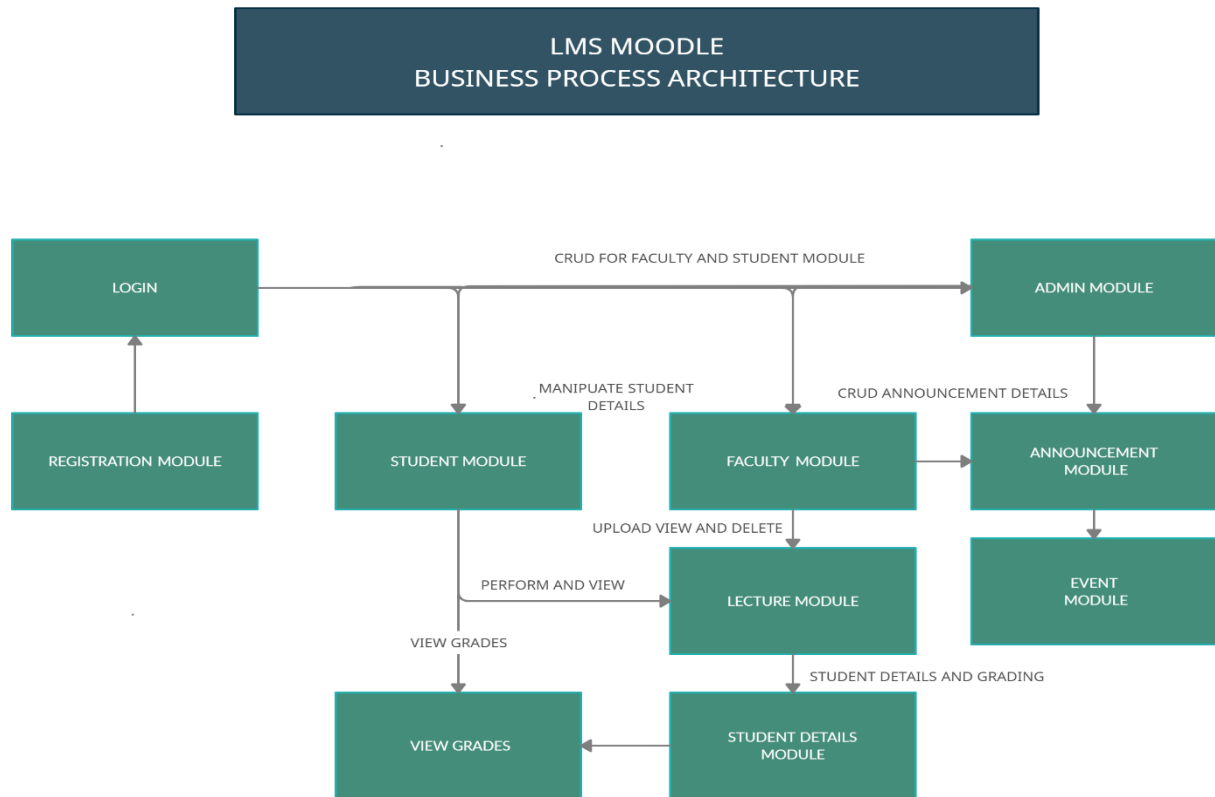 LMS MOODLE
BUSINESS PROCESS ARCHITECTURE
CRUD FOR FACULTY AND STUDENT MODULE
LOGIN
ADMIN MODULE
MANIPUATE STUDENT
DETAILS
CRUD ANNOUNCEMENT DETAILS
REGISTRATION MODULE
STUDENT MODULE
FACULTY MODULE
ANNOUNCEMENT
MODULE
UPLOAD VIEW AND DELETE
PERFORM AND VIEW
LECTURE MODULE
EVENT
MODULE
VIEW GRADES
STUDENT DETAILS AND GRADING
VIEW GRADES
STUDENT DETAILS
MODULE